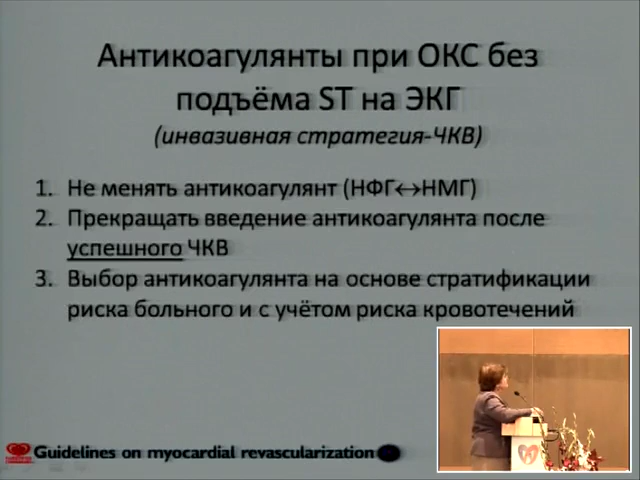 Антикоагулянты при ОКС без
подъёма ST на ЭКГ
(инвазивная стратегия-ЧКВ)
1. Не менять антикоагулянт (НФГ↔НМГ)
2. Прекращать введение антикоагулянта после
успешного ЧКВ
3. Выбор антикоагулянта на основе стратификации
риска больного и с учётом риска кровотечений
Guidelines on myocardial revascularization